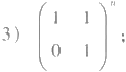 3) ( 1 1 ) n ;
( 0 1 )